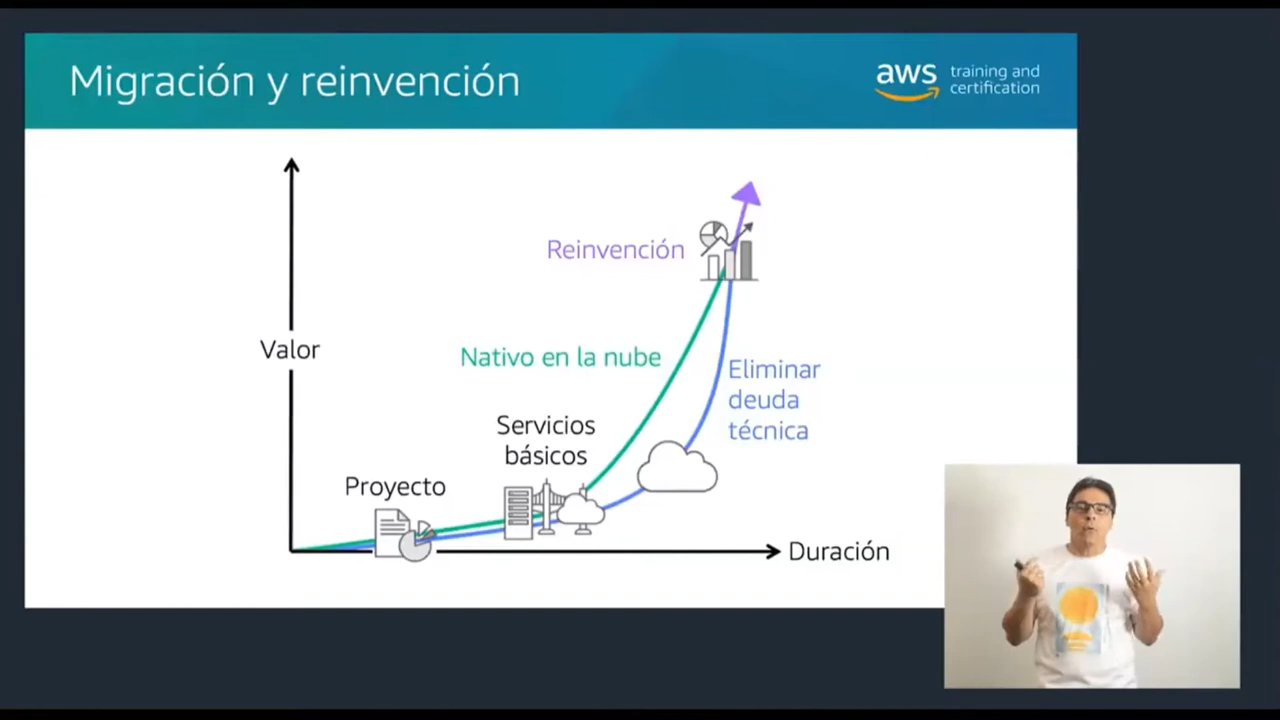 Migración y reinvención
aws training and
certification
Reinvención
Valor
Nativo en la nube
Eliminar
deuda
técnica
Servicios
básicos
Proyecto
Duración